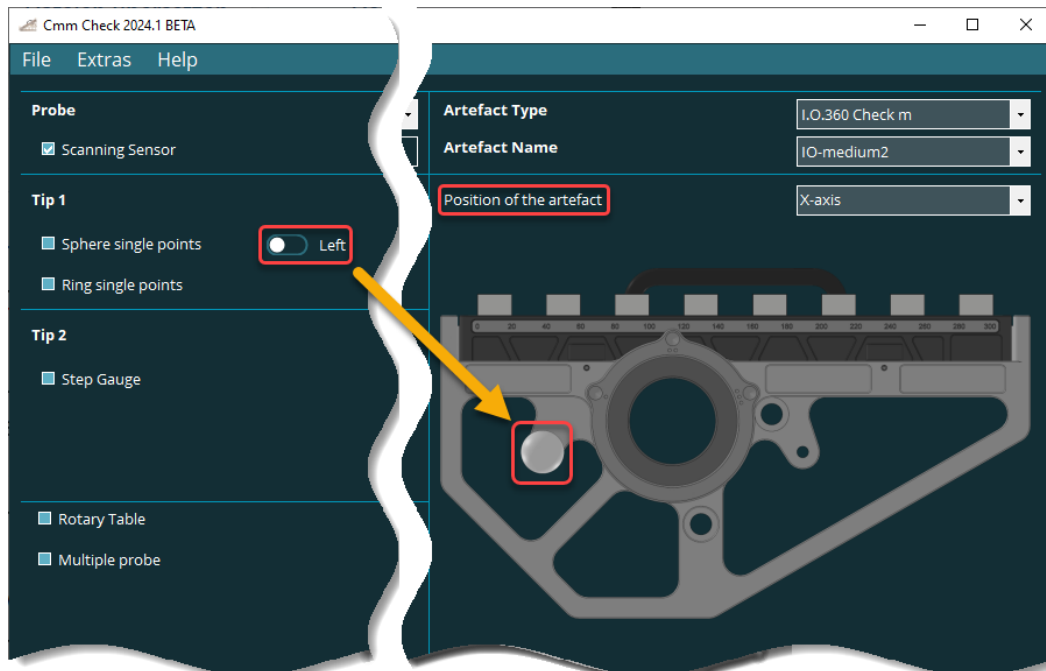 Cmm Check 2024.1 BETA
File Extras Help
Probe
Scanning Sensor
Tip 1
Sphere single points Left
Ring single points
Tip 2
Step Gauge
Rotary Table
Multiple probe
Artefact Type I.O.360 Check m
Artefact Name IO-medium2
Position of the artefact X-axis
0 20 40 60 80 100 120 140 160 180 200 220 240 260 280 300